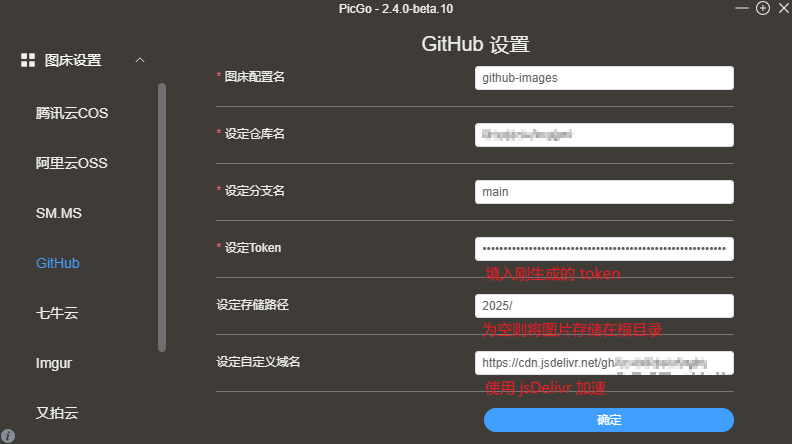 PicGo - 2.4.0-beta.10
图床设置
腾讯云COS
阿里云OSS
SM.MS
GitHub
七牛云
Imgur
又拍云
GitHub 设置
* 图床配置名
github-images
* 设定仓库名
* 设定分支名
main
* 设定Token
填入刚生成的 token
设定存储路径
2025/
为空则将图片存储在根目录
设定自定义域名
https://cdn.jsdelivr.net/gh/
使用 jsDelivr 加速
确定